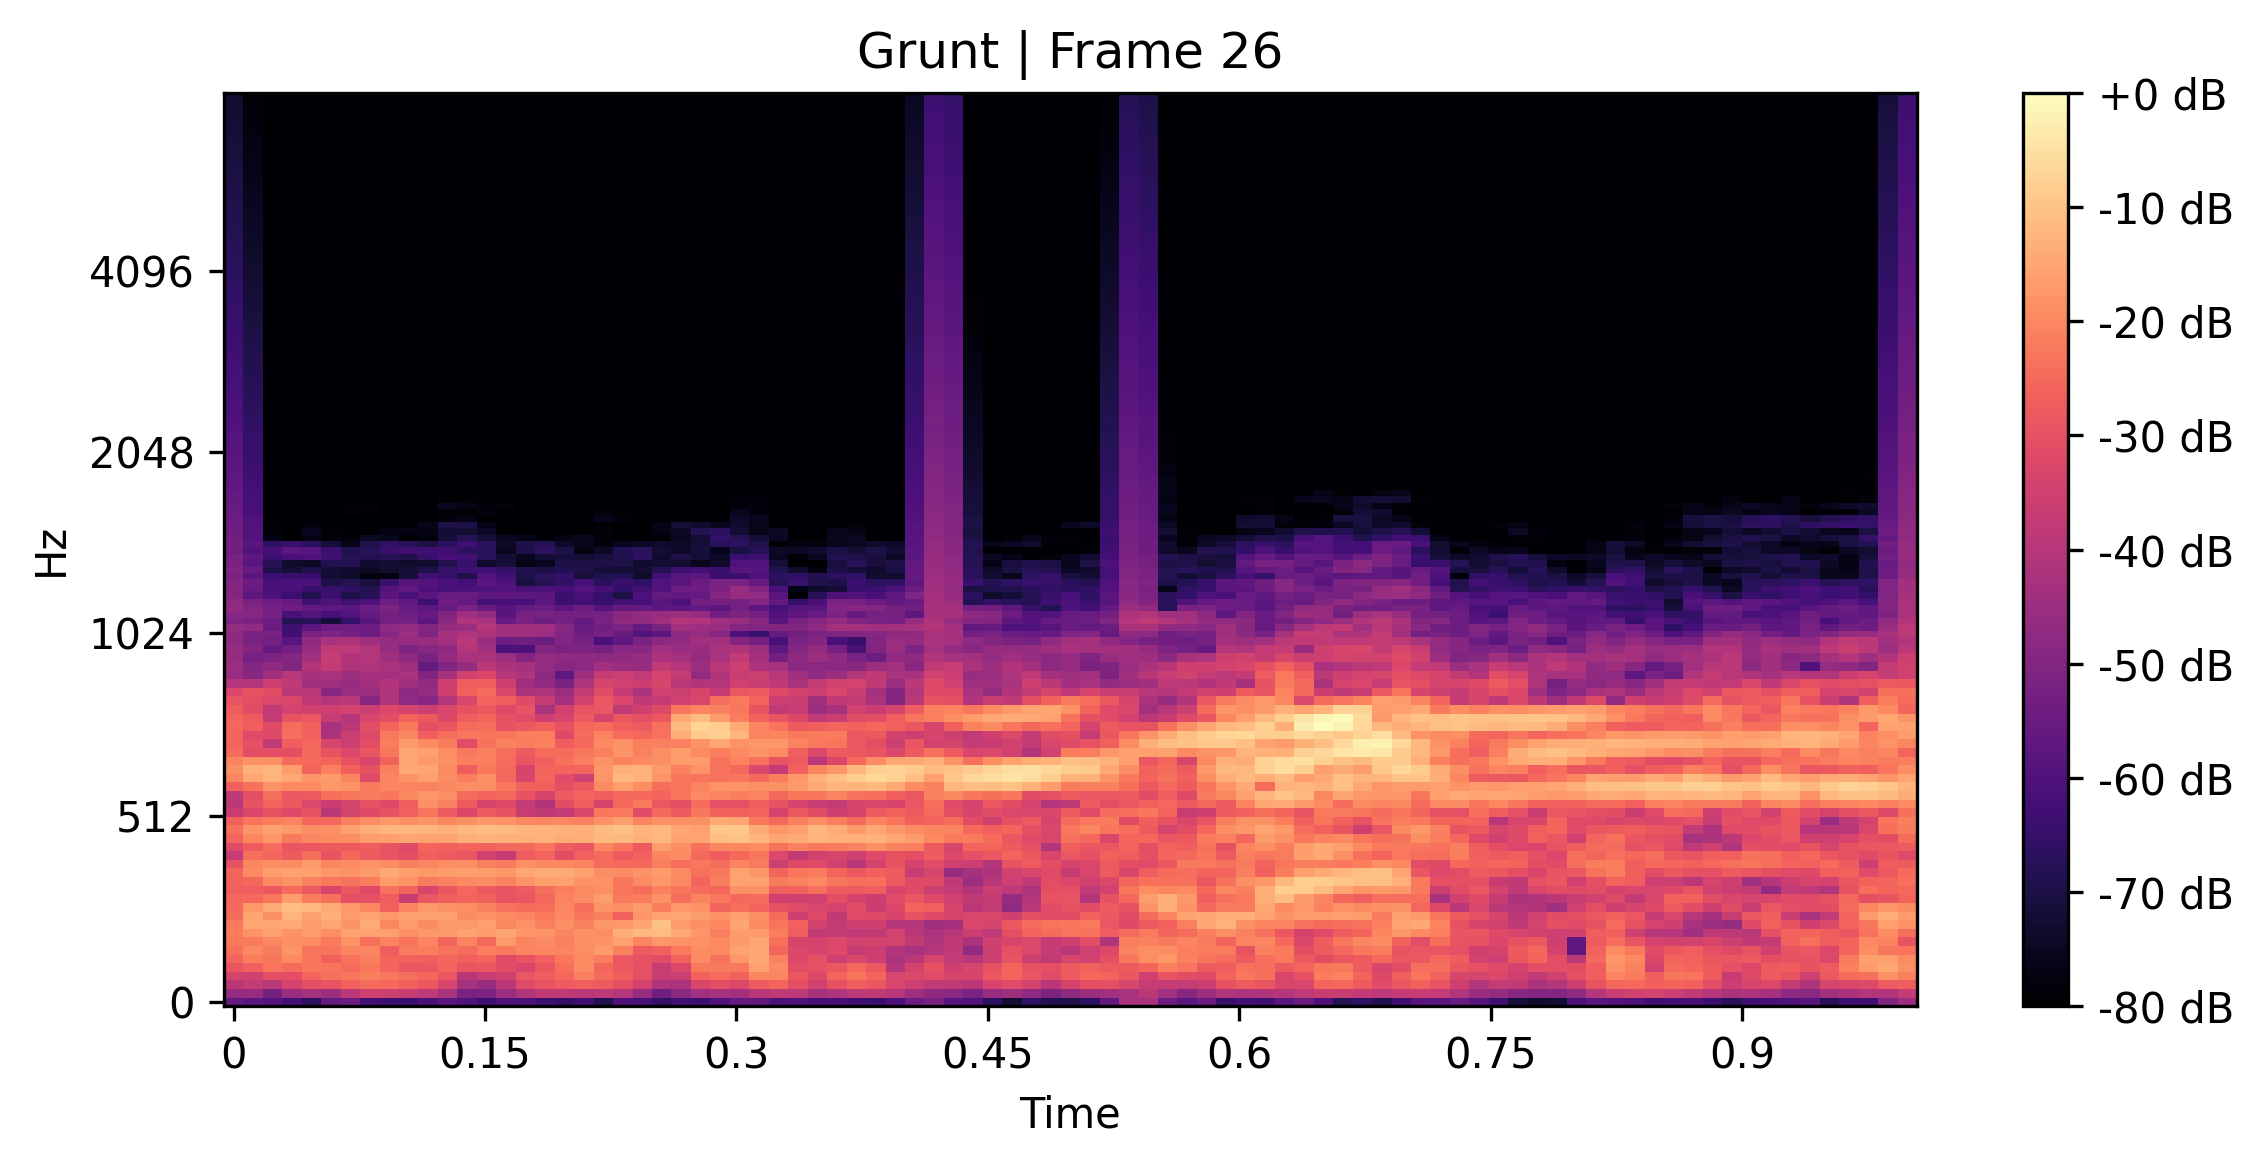 Grunt | Frame 26
Hz
4096
2048
1024
512
0
0 0.15 0.3 0.45 0.6 0.75 0.9
Time
+0 dB
-10 dB
-20 dB
-30 dB
-40 dB
-50 dB
-60 dB
-70 dB
-80 dB